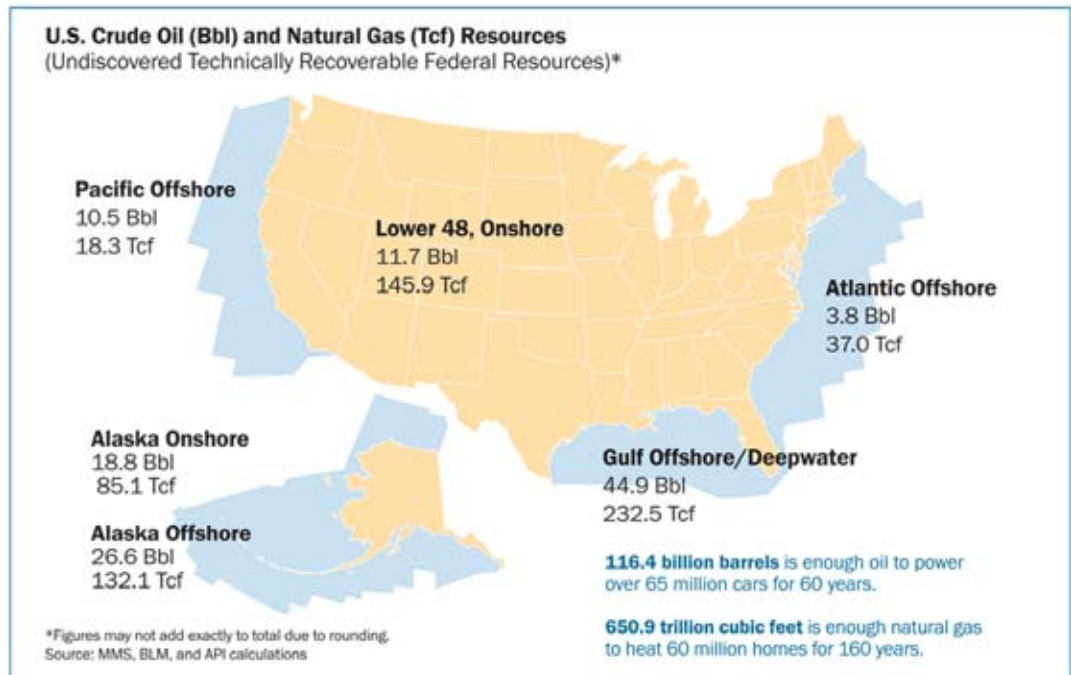 U.S. Crude Oil (Bbl) and Natural Gas (Tcf) Resources
(Undiscovered Technically Recoverable Federal Resources)*
Pacific Offshore
10.5 Bbl
18.3 Tcf
Lower 48, Onshore
11.7 Bbl
145.9 Tcf
Atlantic Offshore
3.8 Bbl
37.0 Tcf
Alaska Onshore
18.8 Bbl
85.1 Tcf
Alaska Offshore
26.6 Bbl
132.1 Tcf
Gulf Offshore/Deepwater
44.9 Bbl
232.5 Tcf
116.4 billion barrels is enough oil to power
over 65 million cars for 60 years.
650.9 trillion cubic feet is enough natural gas
to heat 60 million homes for 160 years.
*Figures may not add exactly to total due to rounding.
Source: MMS, BLM, and API calculations